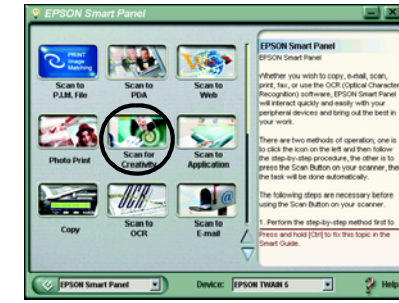 EPSON Smart Panel
PRINT
Image
Matching
Scan to
P.I.M. File
Scan to
PDA
Web
Scan to
Web
Photo Print
Scan for
Creativity
Scan to
Application
Copy
OCR
Scan to
OCR
Scan to
E-mail
EPSON Smart Panel
EPSON Smart Panel
Whether you wish to copy, e-mail, scan,
print, fax, or use the OCR (Optical Character
Recognition) software, EPSON Smart Panel
will interact quickly and easily with your
peripheral devices and bring out the best in
your work.
There are two methods of operation; one is
to click the icon on the left and then follow
the step-by-step procedure, the other is to
press the Scan Button on your scanner, then
the task will be done automatically.
The following steps are necessary before
using the Scan Button on your scanner.
1. Perform the step-by-step method first to
Press and hold [Ctrl] to fix this topic in the
Smart Guide.
EPSON Smart Panel
Device:
EPSON TWAIN 5
Help